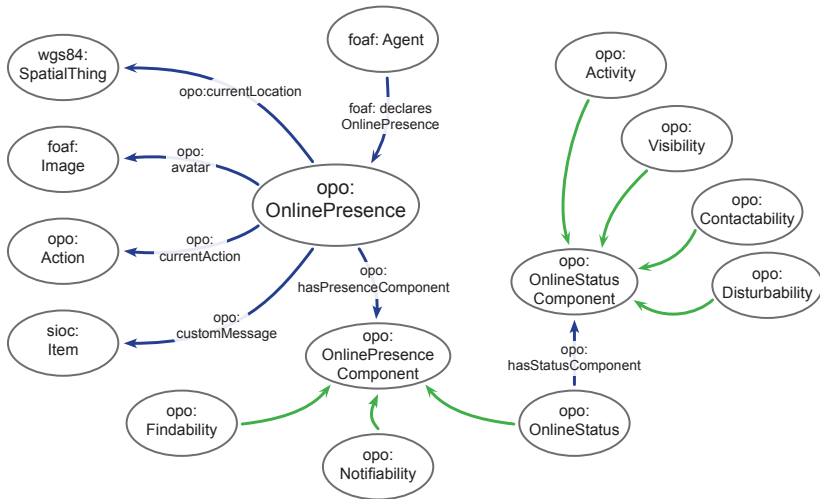 wgs84:
SpatialThing
foaf: Agent
opo:
Activity
opo:currentLocation
foaf: declares
OnlinePresence
opo:
Visibility
foaf:
Image
opo:
avatar
opo:
OnlinePresence
opo:
Contactability
opo:
Action
opo:
currentAction
opo:
hasPresenceComponent
opo:
OnlineStatus
Component
opo:
Disturbability
sioc:
Item
opo:
customMessage
opo:
OnlinePresence
Component
opo:
hasStatusComponent
opo:
Findability
opo:
Notifiability
opo:
OnlineStatus